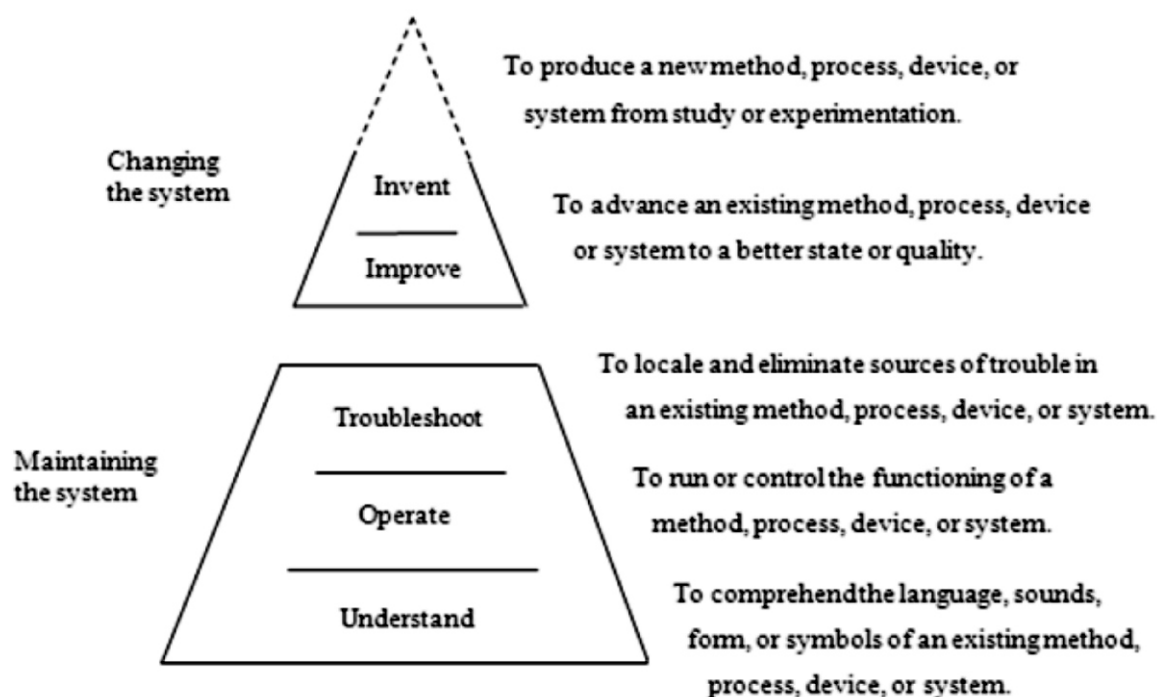 To produce a new method, process, device, or
system from study or experimentation.
Changing
the system
Invent
To advance an existing method, process, device
or system to a better state or quality.
Improve
To locale and eliminate sources of trouble in
an existing method, process, device, or system.
Troubleshoot
Maintaining
the system
To run or control the functioning of a
method, process, device, or system.
Operate
To comprehend the language, sounds,
form, or symbols of an existing method,
process, device, or system.
Understand